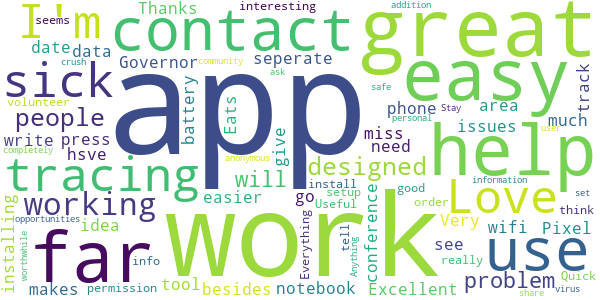 I'm
Thanks
interesting
addition
seems
contact
great
date
data
crush
Governor
seperate
community
ask
easy
safe
track
sick
volunteer
people
battery
Eats
app
phone
area
personal
Stay
much
write
press
miss
issues
need
hsve
completely
give
anonymous
help
user
tracing
will
designed
information
set
working
easier
go
install
setup
Useful
good
order
Love
think
opportunities
idea
installing
worthwhile
far
info
work
Everything
tell
Anything
conference
Very
wifi
Pixel
see
really
use
problem
Quick
makes
permission
tool
besides
notebook
Excellent
share
virus